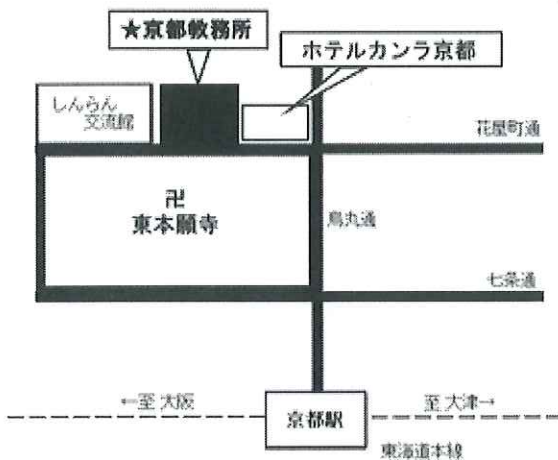 ★京都教務所
ホテルカンラ京都
しんらん
交流館
花屋町通
卍
東本願寺
烏丸通
七条通
←至 大阪
至 大津→
京都駅
東海道本線